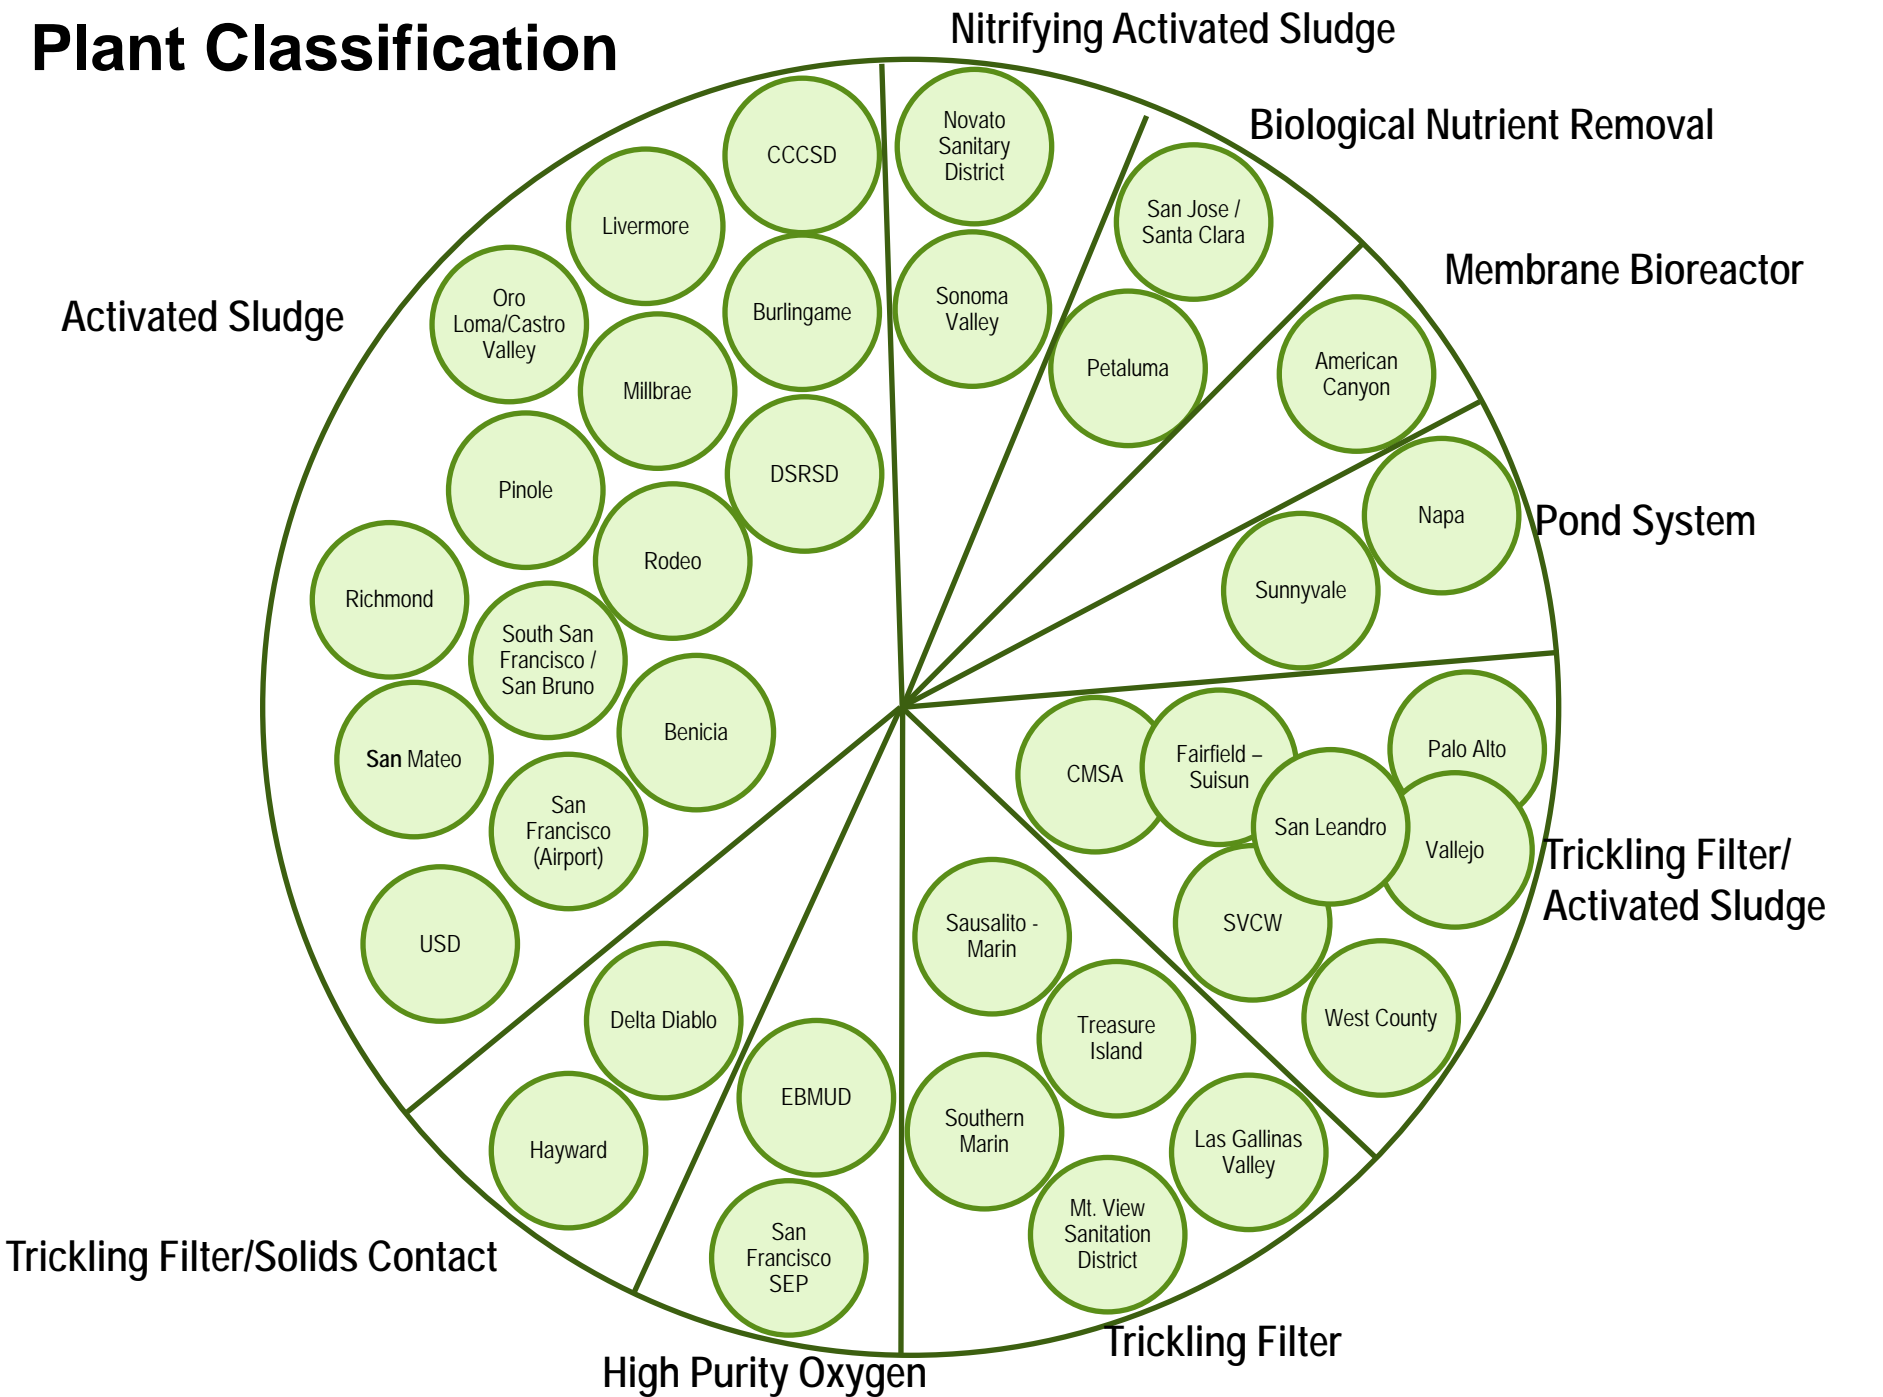 Plant Classification
Nitrifying Activated Sludge
Biological Nutrient Removal
Membrane Bioreactor
Pond System
Trickling Filter/
Activated Sludge
Trickling Filter
High Purity Oxygen
Trickling Filter/Solids Contact
Activated Sludge
CCCSD
Livermore
Oro
Loma/Castro
Valley
Burlingame
Millbrae
DSRSD
Pinole
Rodeo
Richmond
South San
Francisco /
San Bruno
Benicia
San Mateo
San
Francisco
(Airport)
USD
Novato
Sanitary
District
Sonoma
Valley
San Jose /
Santa Clara
Petaluma
American
Canyon
Napa
Sunnyvale
CMSA
Fairfield –
Suisun
Palo Alto
San Leandro
Vallejo
SVCW
West County
Sausalito -
Marin
Treasure
Island
Southern
Marin
Las Gallinas
Valley
Mt. View
Sanitation
District
EBMUD
San
Francisco
SEP
Delta Diablo
Hayward